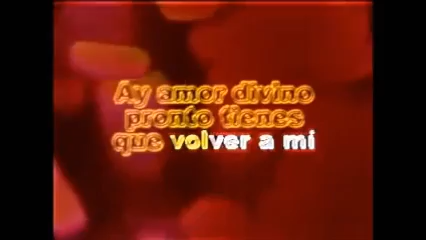 Ay amor divino
pronto tienes
que volver a mi